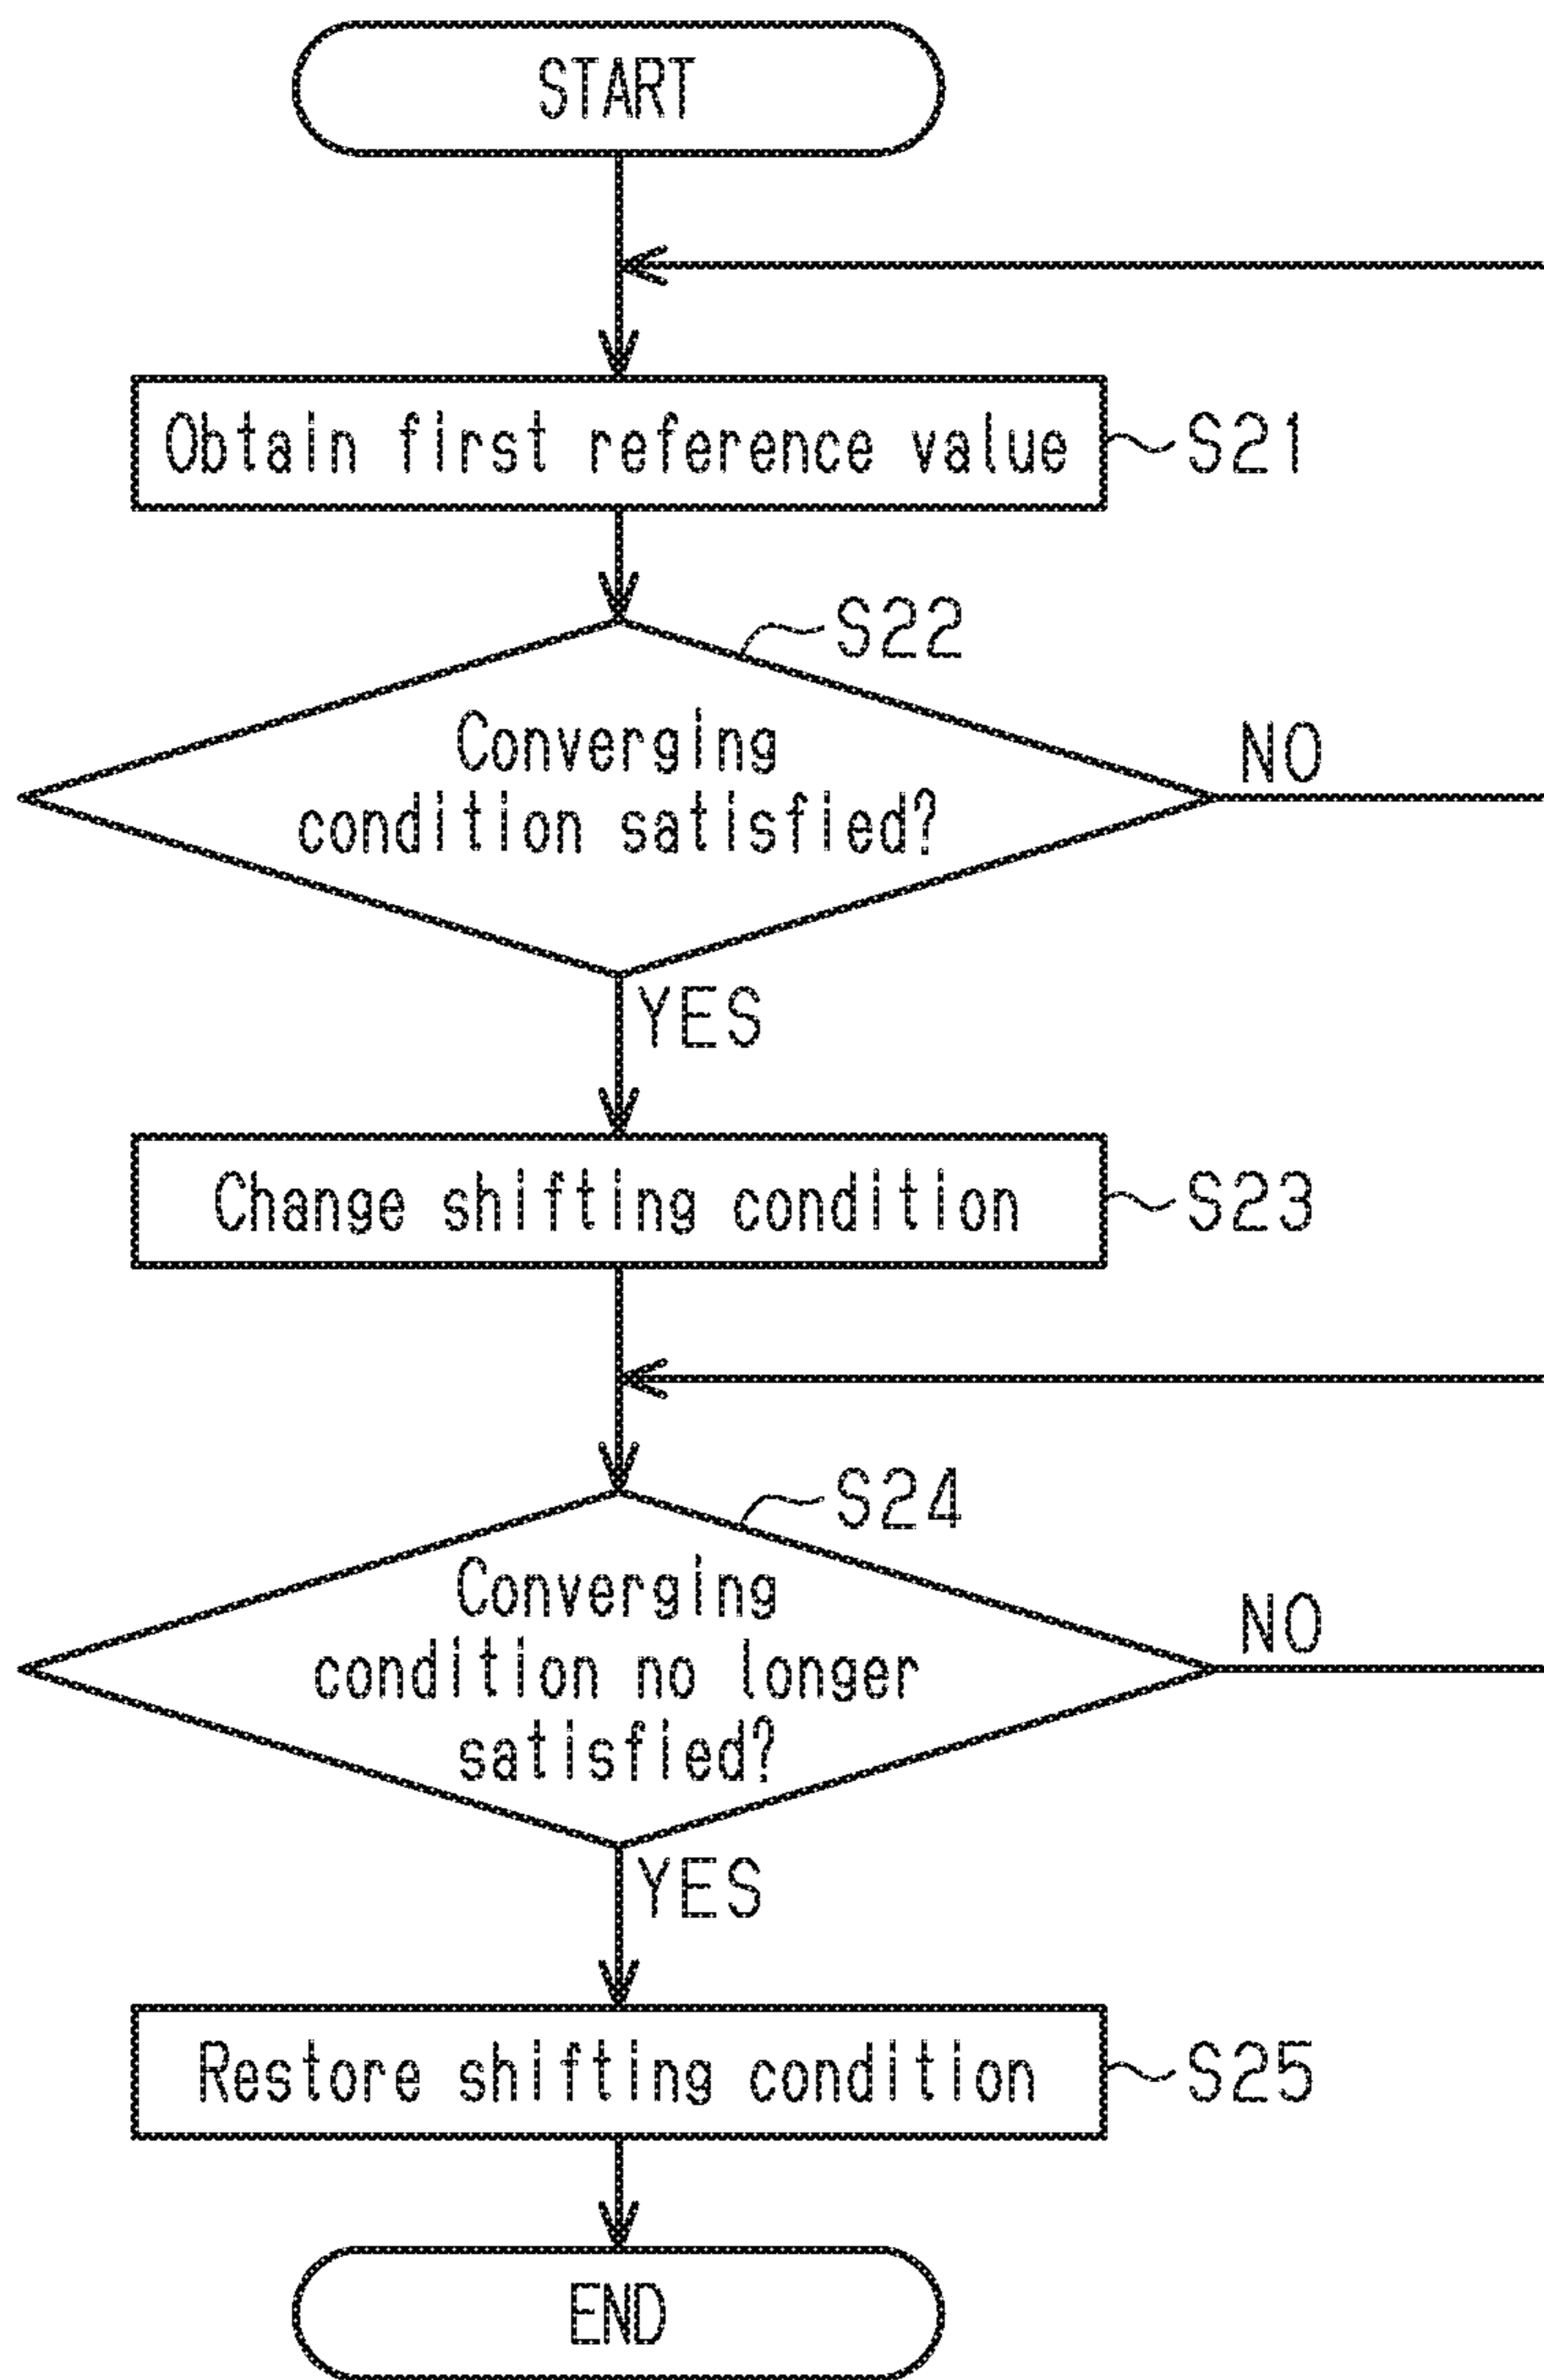 START
Obtain first reference value
S21
S22
Converging
condition satisfied?
NO
YES
Change shifting condition
S23
S24
Converging
condition no longer
satisfied?
NO
YES
Restore shifting condition
S25
END